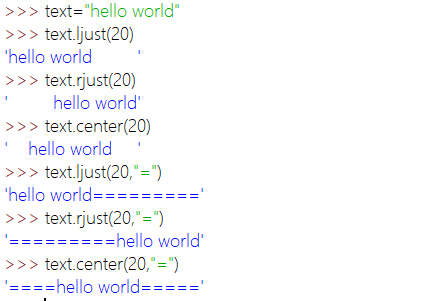 >>> text="hello world"
>>> text.ljust(20)
'hello world         '
>>> text.rjust(20)
'         hello world'
>>> text.center(20)
'    hello world     '
>>> text.ljust(20,"=")
'hello world========='
>>> text.rjust(20,"=")
'=========hello world'
>>> text.center(20,"=")
'====hello world====='